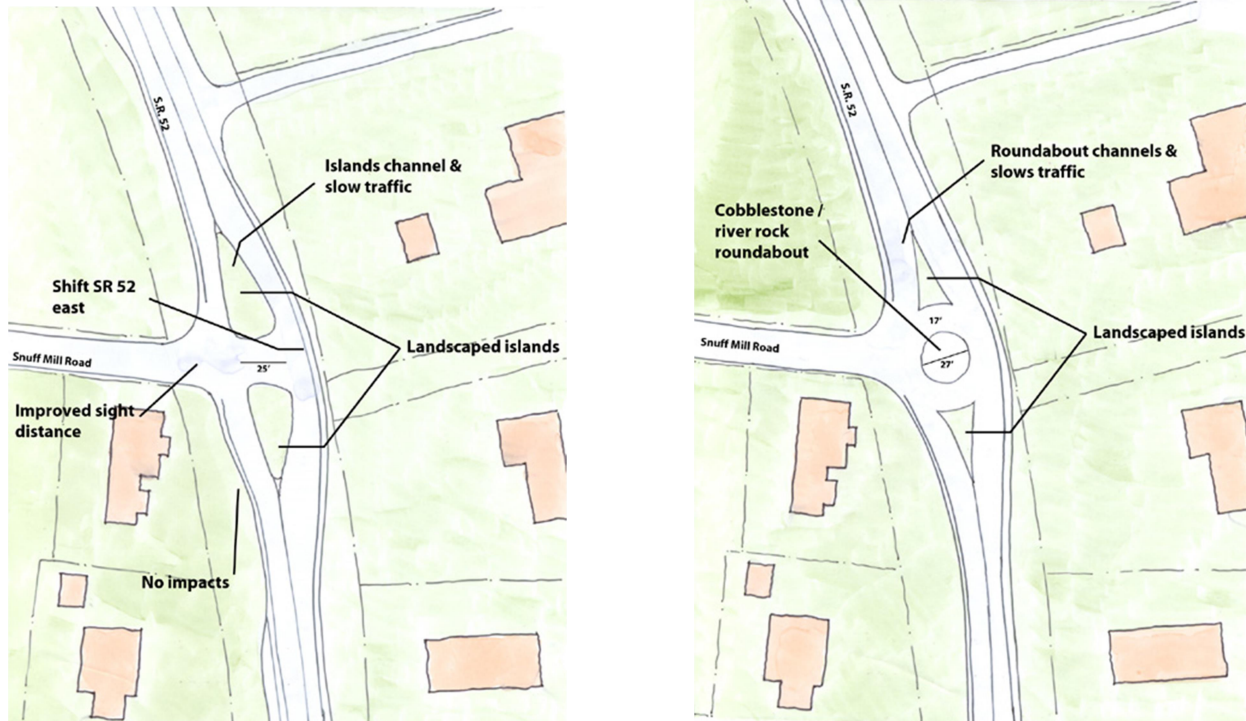 S.R. 52
Islands channel &
slow traffic
Shift SR 52
east
Landscaped islands
Snuff Mill Road
25'
Improved sight
distance
No impacts
S.R. 52
Roundabout channels &
slows traffic
Cobblestone /
river rock
roundabout
17'
Landscaped islands
Snuff Mill Road
27'